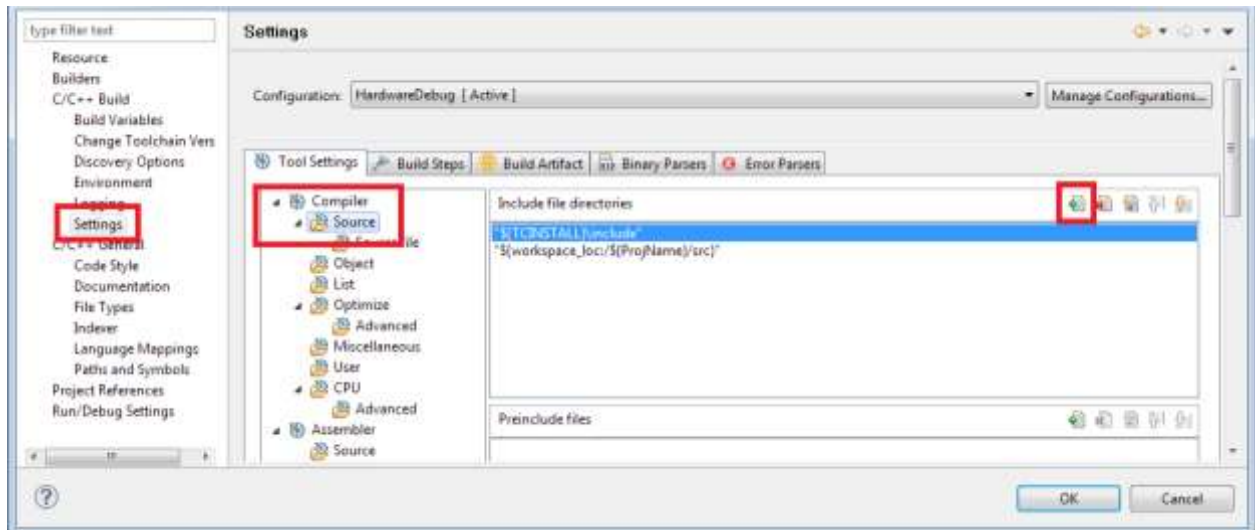 type filter text
Resource
Builders
C/C++ Build
Build Variables
Change Toolchain Vers
Discovery Options
Environment
Logging
Settings
C/C++ General
Code Style
Documentation
File Types
Indexer
Language Mappings
Paths and Symbols
Project References
Run/Debug Settings
Settings
Configuration: HardwareDebug [ Active ]
Manage Configurations...
Tool Settings Build Steps Build Artifact Binary Parsers Error Parsers
Compiler
Source
Object
List
Optimize
Advanced
Miscellaneous
User
CPU
Advanced
Assembler
Source
Include file directories
"$(TCINSTALL)\include"
"${workspace_loc:/${ProjName}/src}"
Preinclude files
OK Cancel